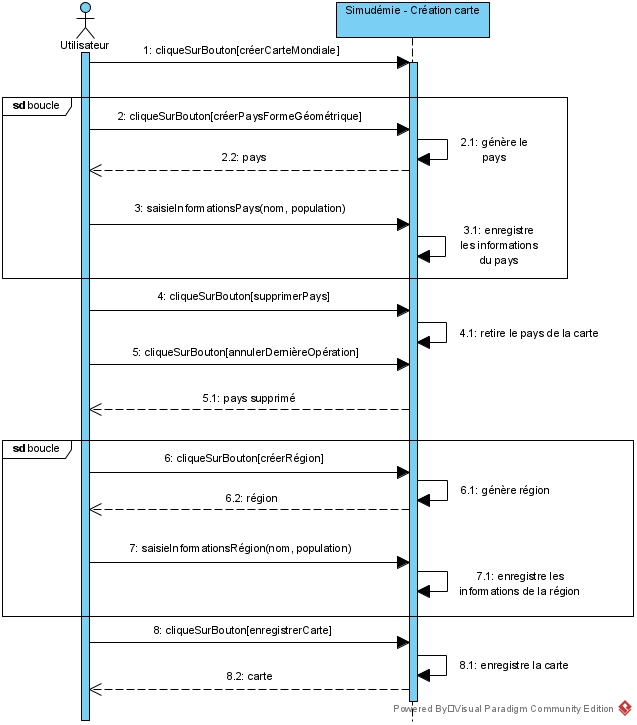 Simudémie - Création carte
Utilisateur
1: cliqueSurBouton[créerCarteMondiale]
sd boucle
2: cliqueSurBouton[créerPaysFormeGéométrique]
2.1: génère le
pays
2.2: pays
3: saisieInformationsPays(nom, population)
3.1: enregistre
les informations
du pays
4: cliqueSurBouton[supprimerPays]
4.1: retire le pays de la carte
5: cliqueSurBouton[annulerDernièreOpération]
5.1: pays supprimé
sd boucle
6: cliqueSurBouton[créerRégion]
6.1: génère région
6.2: région
7: saisieInformationsRégion(nom, population)
7.1: enregistre les
informations de la région
8: cliqueSurBouton[enregistrerCarte]
8.1: enregistre la carte
8.2: carte
Powered By Visual Paradigm Community Edition